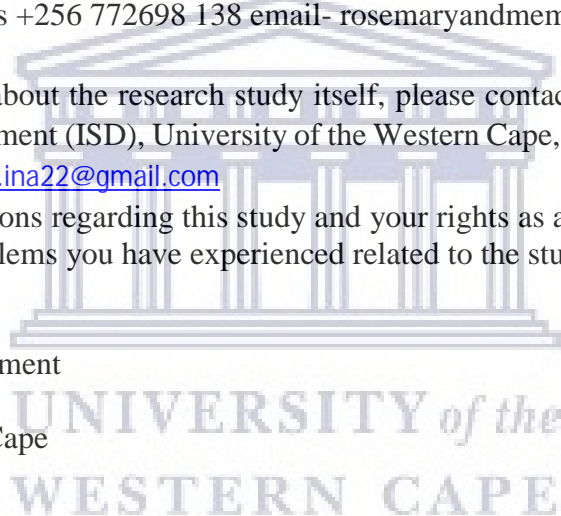 s +256 772698 138 email- rosemaryandmem
about the research study itself, please contac
ment (ISD), University of the Western Cape,
.ina22@gmail.com
ons regarding this study and your rights as a
lems you have experienced related to the stu
ment
UNIVERSITY of the
Cape
WESTERN CAPE